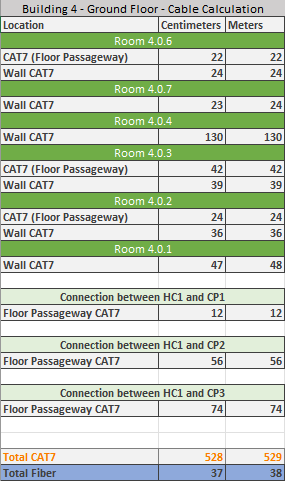 Building 4 - Ground Floor - Cable Calculation
Location Centimeters Meters
Room 4.0.6
CAT7 (Floor Passageway) 22 22
Wall CAT7 24 24
Room 4.0.7
Wall CAT7 23 24
Room 4.0.4
Wall CAT7 130 130
Room 4.0.3
CAT7 (Floor Passageway) 42 42
Wall CAT7 39 39
Room 4.0.2
CAT7 (Floor Passageway) 24 24
Wall CAT7 36 36
Room 4.0.1
Wall CAT7 47 48
Connection between HC1 and CP1
Floor Passageway CAT7 12 12
Connection between HC1 and CP2
Floor Passageway CAT7 56 56
Connection between HC1 and CP3
Floor Passageway CAT7 74 74
Total CAT7 528 529
Total Fiber 37 38